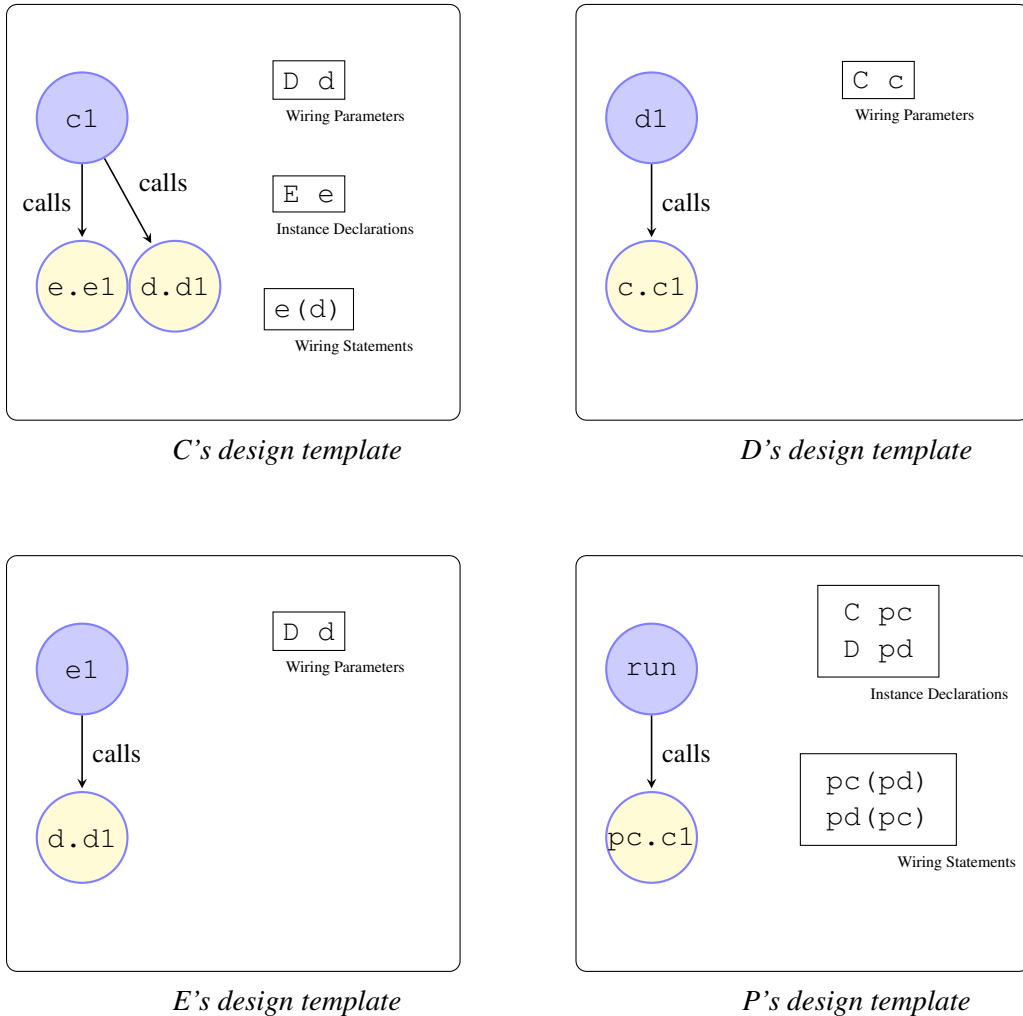 D d
Wiring Parameters
c1
calls
calls
E e
Instance Declarations
e.e1
d.d1
e(d)
Wiring Statements
C's design template
C c
Wiring Parameters
d1
calls
c.c1
D's design template
D d
Wiring Parameters
e1
calls
d.d1
E's design template
C pc
D pd
Instance Declarations
run
calls
pc(pd)
pd(pc)
Wiring Statements
pc.c1
P's design template